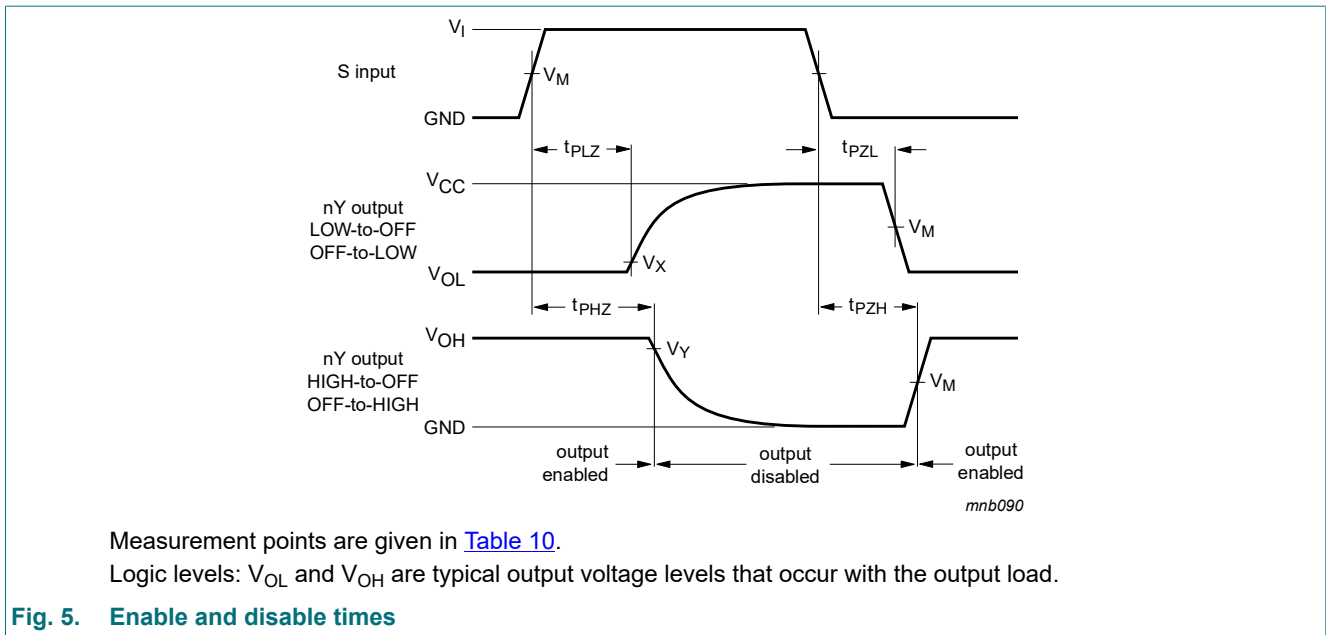 V_I
S input
V_M
GND
t_PLZ
t_PZL
V_CC
nY output
LOW-to-OFF
OFF-to-LOW
V_M
V_X
V_OL
t_PHZ
t_PZH
V_OH
nY output
HIGH-to-OFF
OFF-to-HIGH
V_Y
V_M
GND
output
enabled
output
disabled
output
enabled
mnb090
Measurement points are given in Table 10.
Logic levels: V_OL and V_OH are typical output voltage levels that occur with the output load.
Fig. 5. Enable and disable times